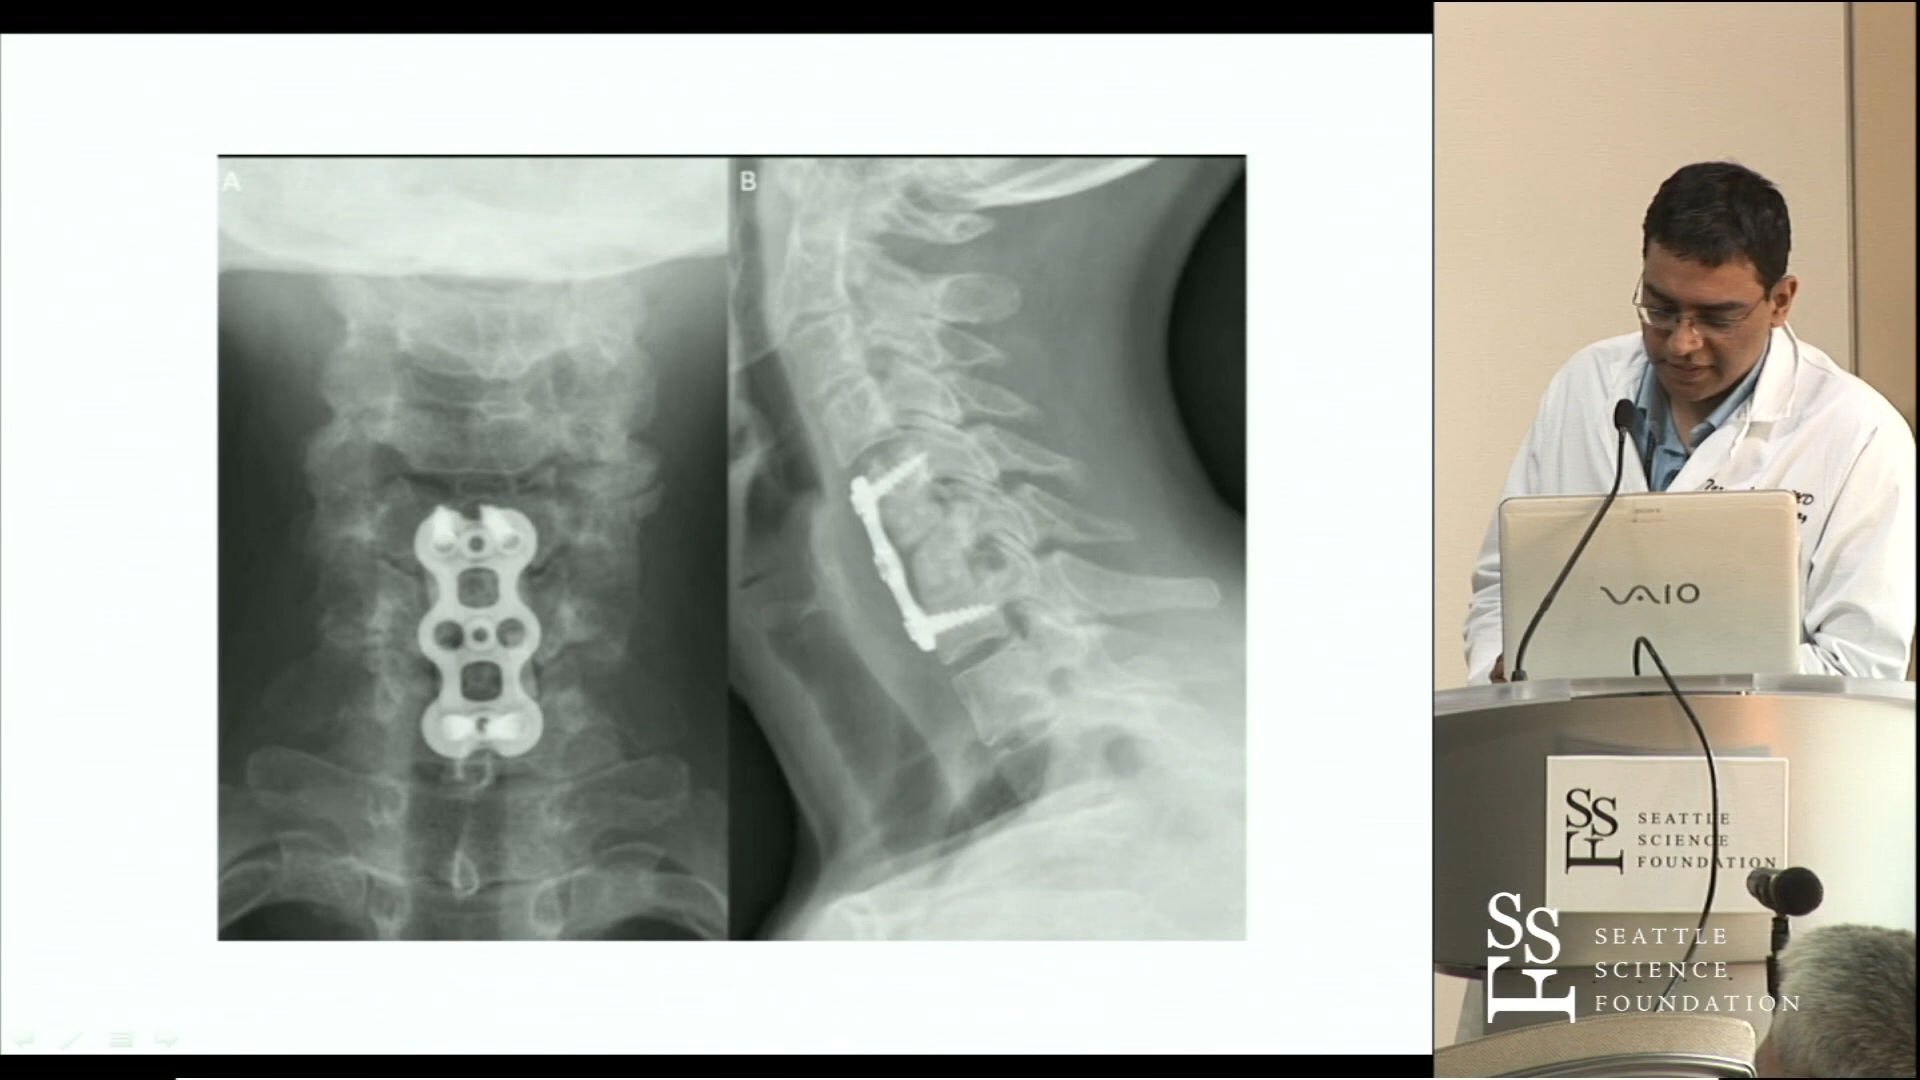 A
B
VAIO
SSF
SEATTLE
SCIENCE
FOUNDATION
SSF
SEATTLE
SCIENCE
FOUNDATION